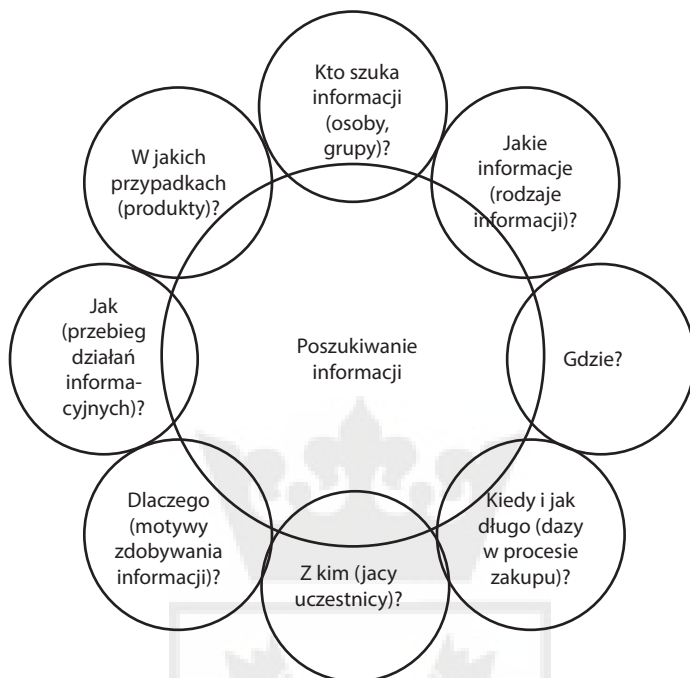 Kto szuka
informacji
(osoby,
grupy)?
Jakie
informacje
(rodzaje
informacji)?
Gdzie?
Kiedy i jak
długo (dazy
w procesie
zakupu)?
Z kim (jacy
uczestnicy)?
Dlaczego
(motywy
zdobywania
informacji)?
Jak
(przebieg
działań
informa-
cyjnych)?
W jakich
przypadkach
(produkty)?
Poszukiwanie
informacji